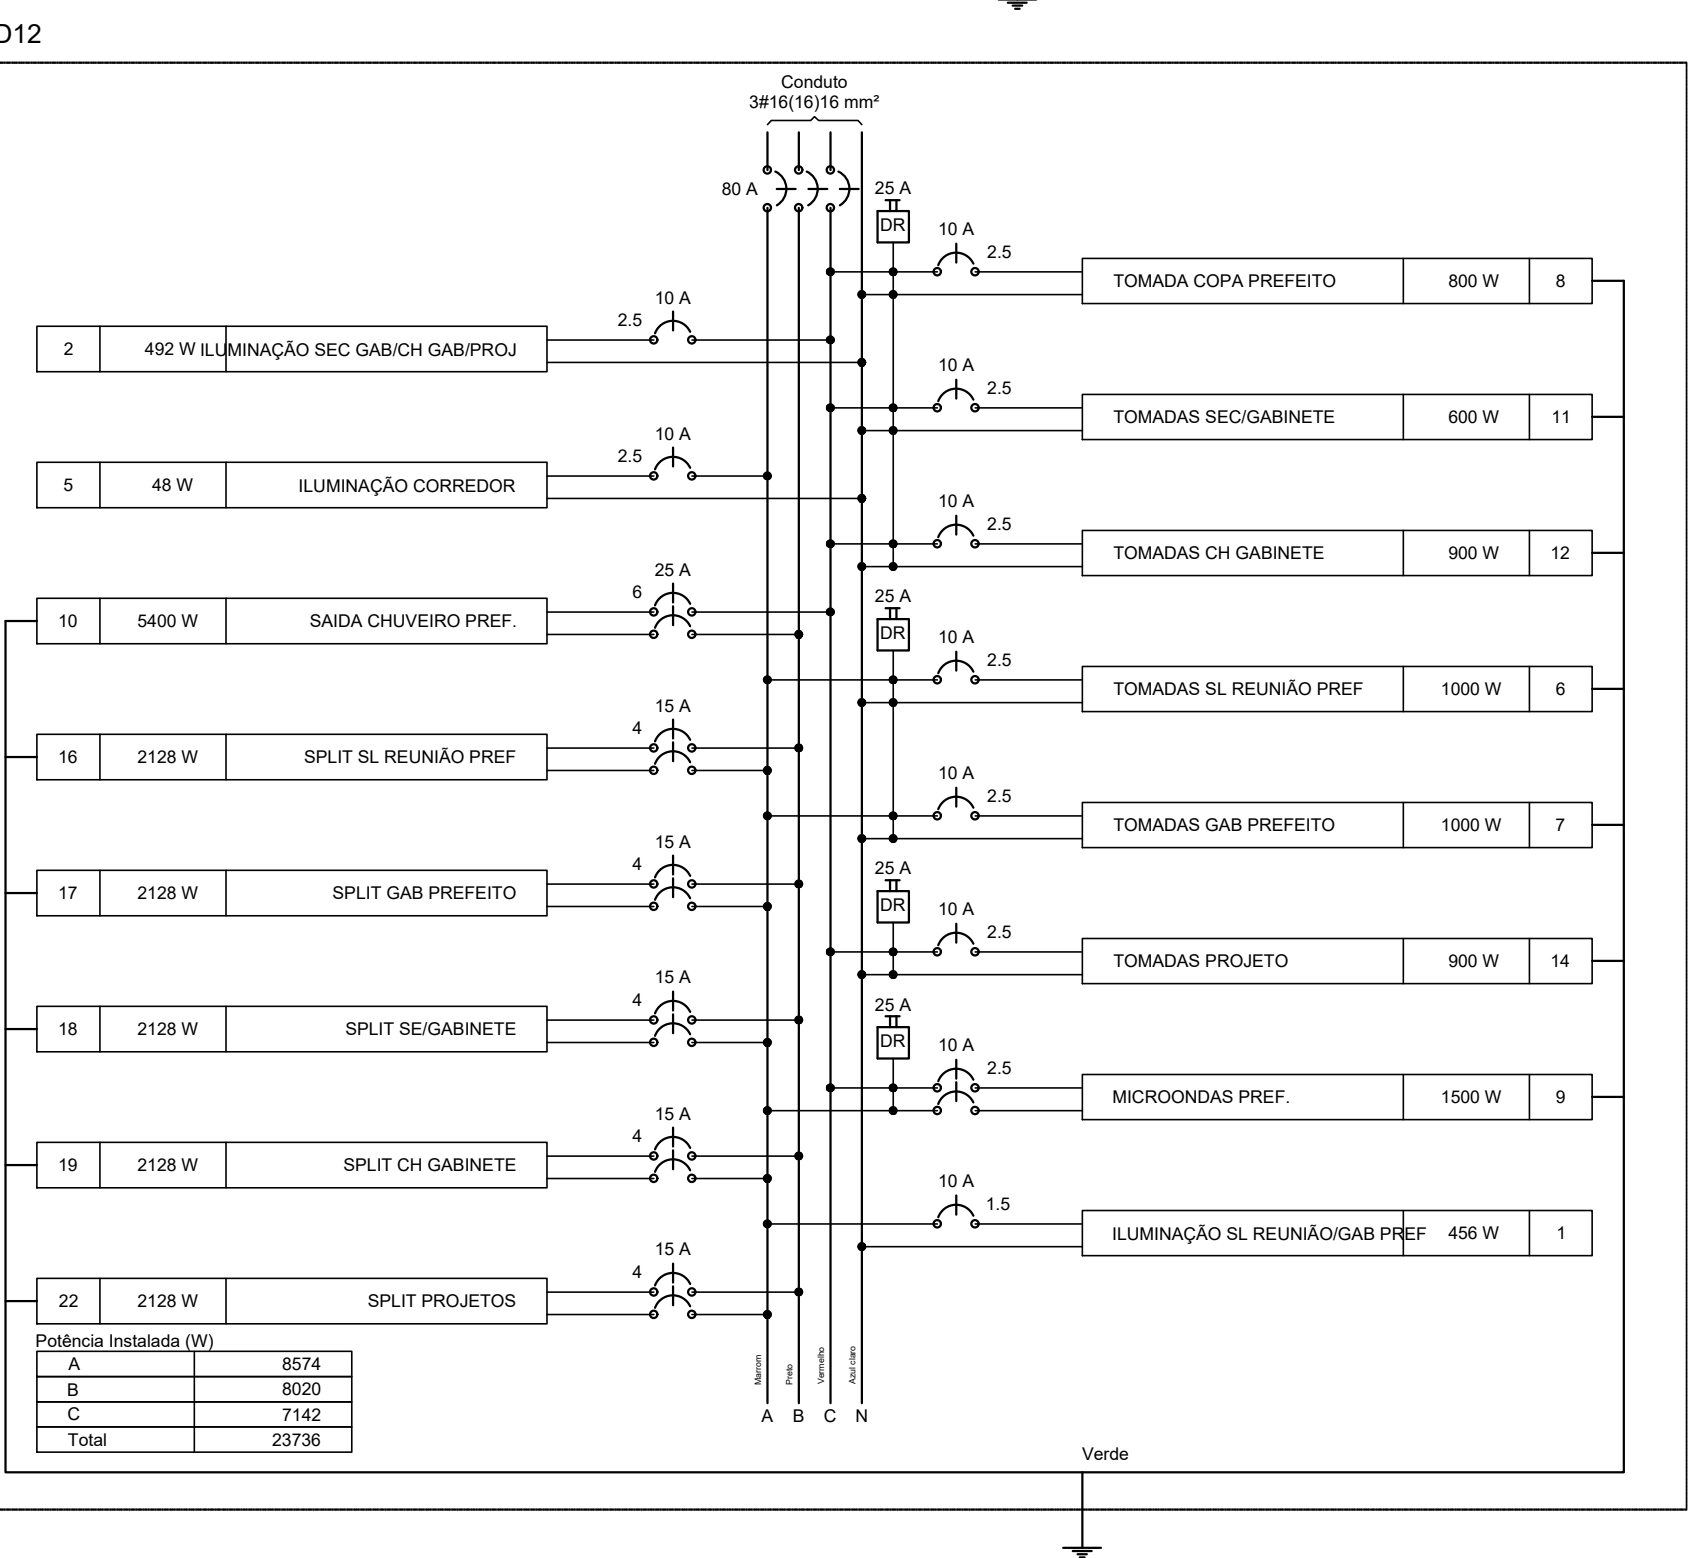 D12
Conduto
3#16(16)16 mm²
80 A
25 A
DR
10 A
2.5
TOMADA COPA PREFEITO 800 W 8
10 A
2.5
2 492 W ILUMINAÇÃO SEC GAB/CH GAB/PROJ
10 A
2.5
TOMADAS SEC/GABINETE 600 W 11
10 A
2.5
5 48 W ILUMINAÇÃO CORREDOR
10 A
2.5
TOMADAS CH GABINETE 900 W 12
25 A
6
10 5400 W SAIDA CHUVEIRO PREF.
25 A
DR
10 A
2.5
TOMADAS SL REUNIÃO PREF 1000 W 6
15 A
4
16 2128 W SPLIT SL REUNIÃO PREF
10 A
2.5
TOMADAS GAB PREFEITO 1000 W 7
15 A
4
17 2128 W SPLIT GAB PREFEITO
25 A
DR
10 A
2.5
TOMADAS PROJETO 900 W 14
15 A
4
18 2128 W SPLIT SE/GABINETE
25 A
DR
10 A
2.5
MICROONDAS PREF. 1500 W 9
15 A
4
19 2128 W SPLIT CH GABINETE
10 A
1.5
ILUMINAÇÃO SL REUNIÃO/GAB PREF 456 W 1
15 A
4
22 2128 W SPLIT PROJETOS
Potência Instalada (W)
A 8574
B 8020
C 7142
Total 23736
Marrom
Preto
Vermelho
Azul claro
A B C N
Verde